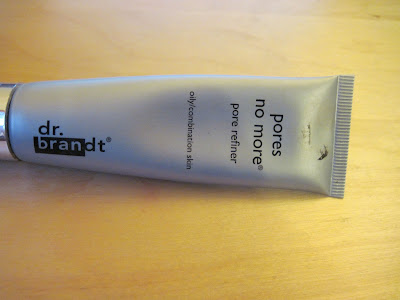 pores
no more®
pore refiner
oily/combination skin
dr.
brandt®